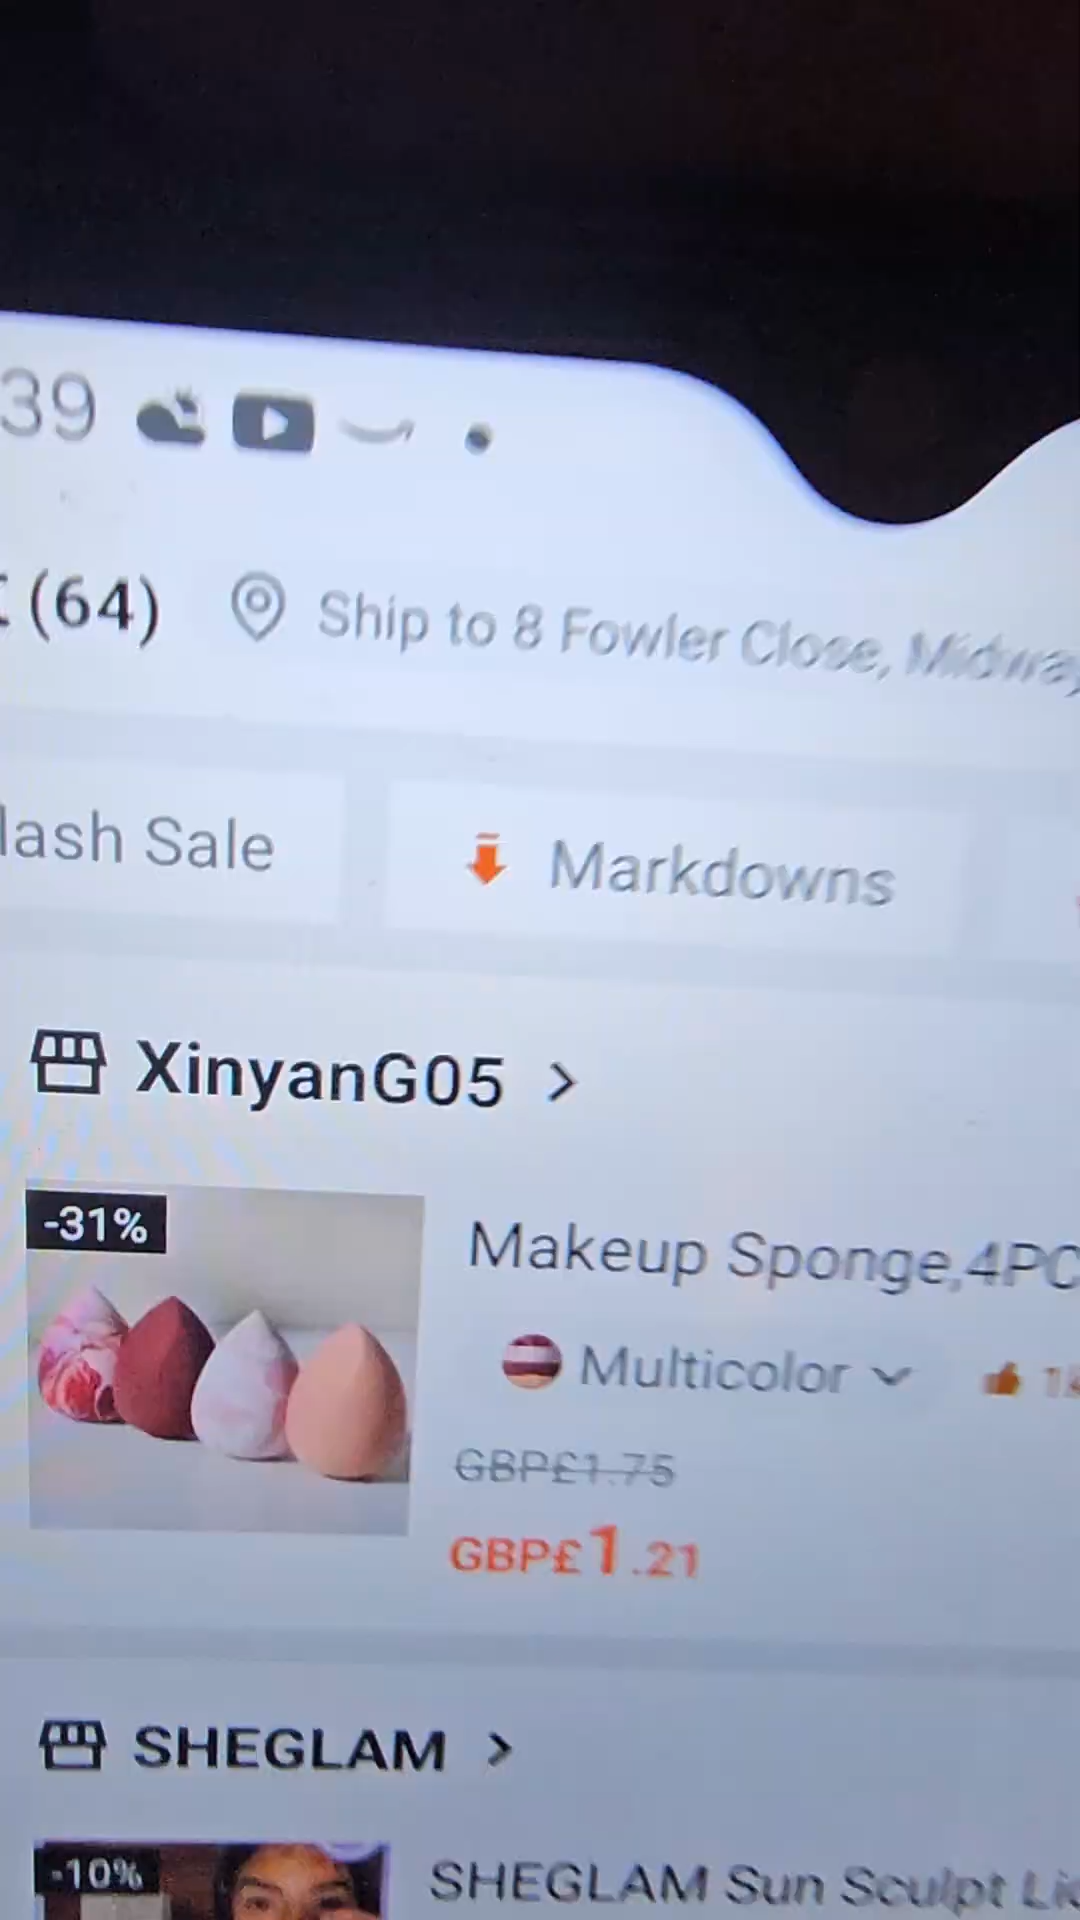 39
(64) Ship to 8 Fowler Close, Midway
lash Sale
Markdowns
XinyanG05 >
-31%
Makeup Sponge,4PC
Multicolor
GBP£1.75
GBP£1.21
SHEGLAM >
-10%
SHEGLAM Sun Sculpt